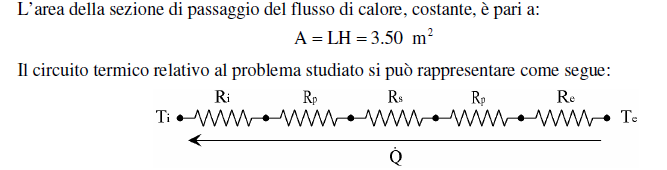 L'area della sezione di passaggio del flusso di calore, costante, è pari a:
A = LH = 3.50 m²
Il circuito termico relativo al problema studiato si può rappresentare come segue:
Ri Rp Rs Rp Re
Ti Te
Q̇